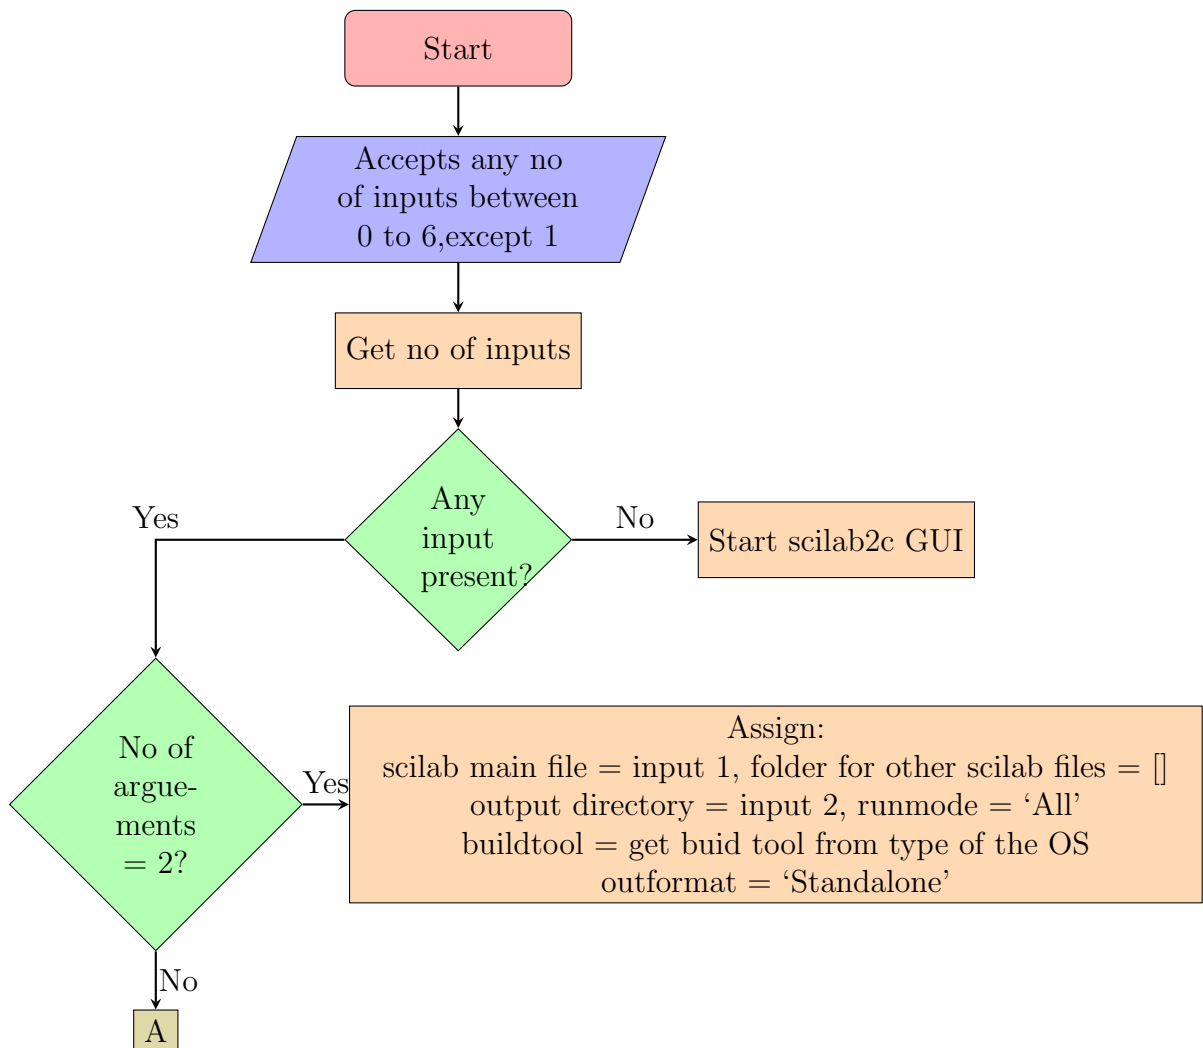 Start
Accepts any no
of inputs between
0 to 6,except 1
Get no of inputs
Any
input
present?
Yes
No
Start scilab2c GUI
No of
argue-
ments
= 2?
Yes
Assign:
scilab main file = input 1, folder for other scilab files = []
output directory = input 2, runmode = ‘All’
buildtool = get buid tool from type of the OS
outformat = ‘Standalone’
No
A